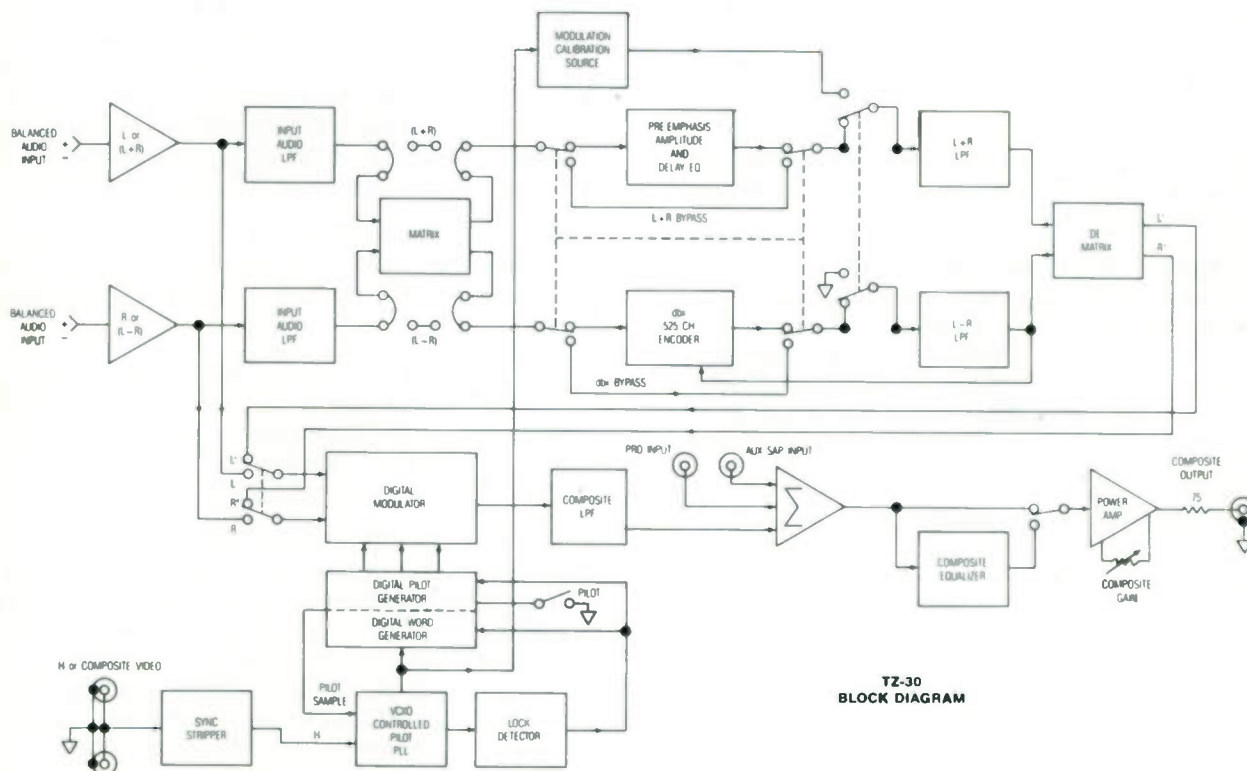 MODULATION
CALIBRATION
SOURCE
BALANCED
AUDIO
INPUT
+
-
L or
(L+R)
INPUT
AUDIO
LPF
(L+R)
PRE EMPHASIS
AMPLITUDE
AND
DELAY EQ
L+R
LPF
L+R BYPASS
MATRIX
DE
MATRIX
L'
R'
BALANCED
AUDIO
INPUT
+
-
R or
(L-R)
INPUT
AUDIO
LPF
(L-R)
dbx
525 CH
ENCODER
L-R
LPF
dbx BYPASS
L'
L
R'
R
DIGITAL
MODULATOR
COMPOSITE
LPF
PRO INPUT
AUX SAP INPUT
Σ
COMPOSITE
EQUALIZER
POWER
AMP
COMPOSITE
GAIN
75
COMPOSITE
OUTPUT
DIGITAL PILOT
GENERATOR
DIGITAL WORD
GENERATOR
PILOT
H or COMPOSITE VIDEO
SYNC
STRIPPER
H
PILOT
SAMPLE
VCXO
CONTROLLED
PILOT
PLL
LOCK
DETECTOR
TZ-30
BLOCK DIAGRAM